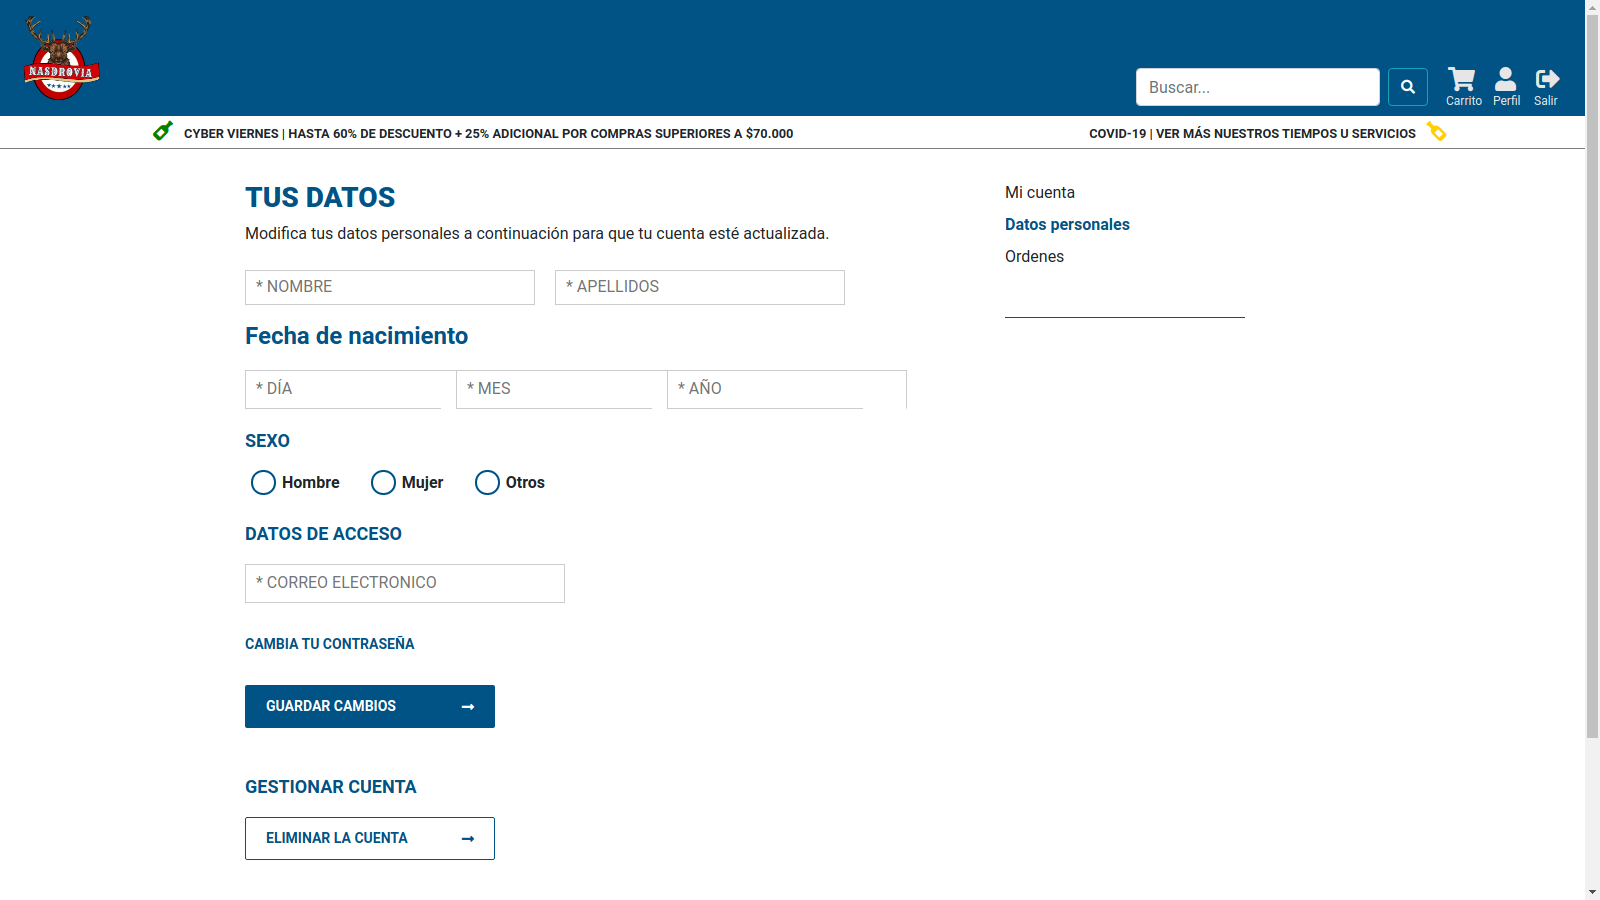 NASDROVIA
Buscar...
Carrito
Perfil
Salir
CYBER VIERNES | HASTA 60% DE DESCUENTO + 25% ADICIONAL POR COMPRAS SUPERIORES A $70.000
COVID-19 | VER MÁS NUESTROS TIEMPOS U SERVICIOS
TUS DATOS
Modifica tus datos personales a continuación para que tu cuenta esté actualizada.
* NOMBRE
* APELLIDOS
Fecha de nacimiento
* DÍA
* MES
* AÑO
SEXO
Hombre
Mujer
Otros
DATOS DE ACCESO
* CORREO ELECTRONICO
CAMBIA TU CONTRASEÑA
GUARDAR CAMBIOS
GESTIONAR CUENTA
ELIMINAR LA CUENTA
Mi cuenta
Datos personales
Ordenes